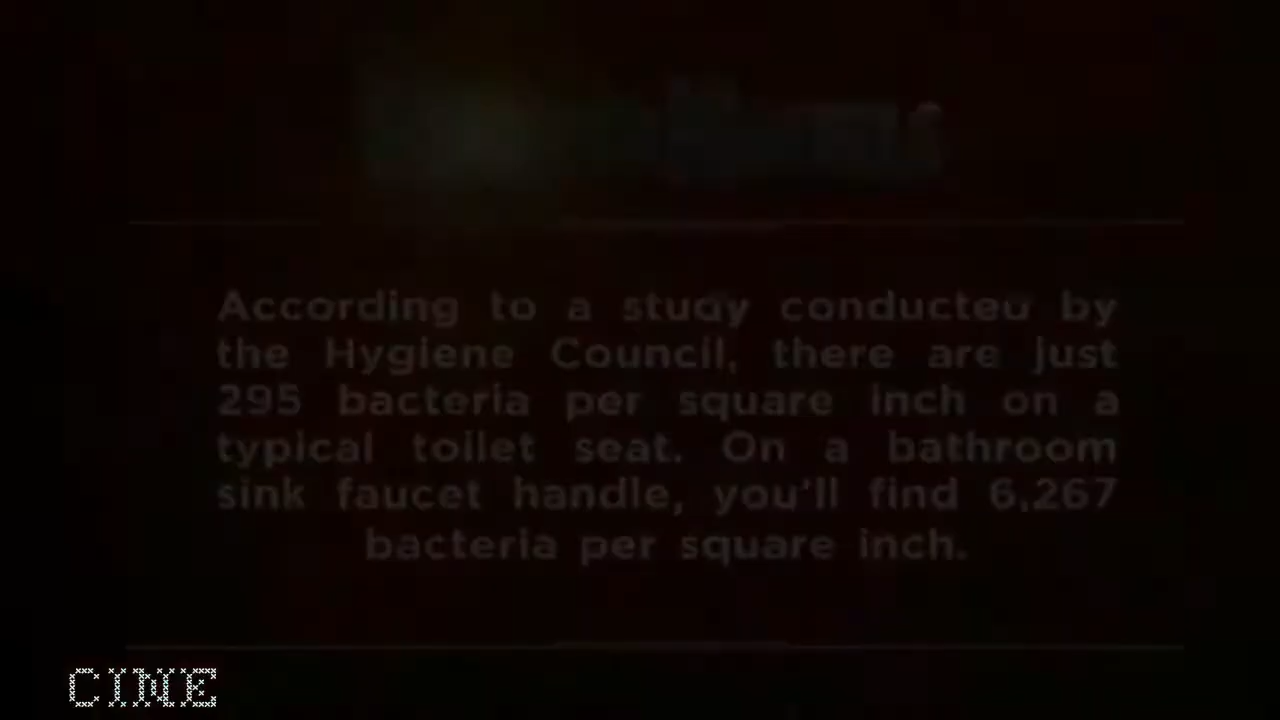 According to a study conducted by
the Hygiene Council, there are just
295 bacteria per square inch on a
typical toilet seat. On a bathroom
sink faucet handle, you'll find 6,267
bacteria per square inch.
CINE